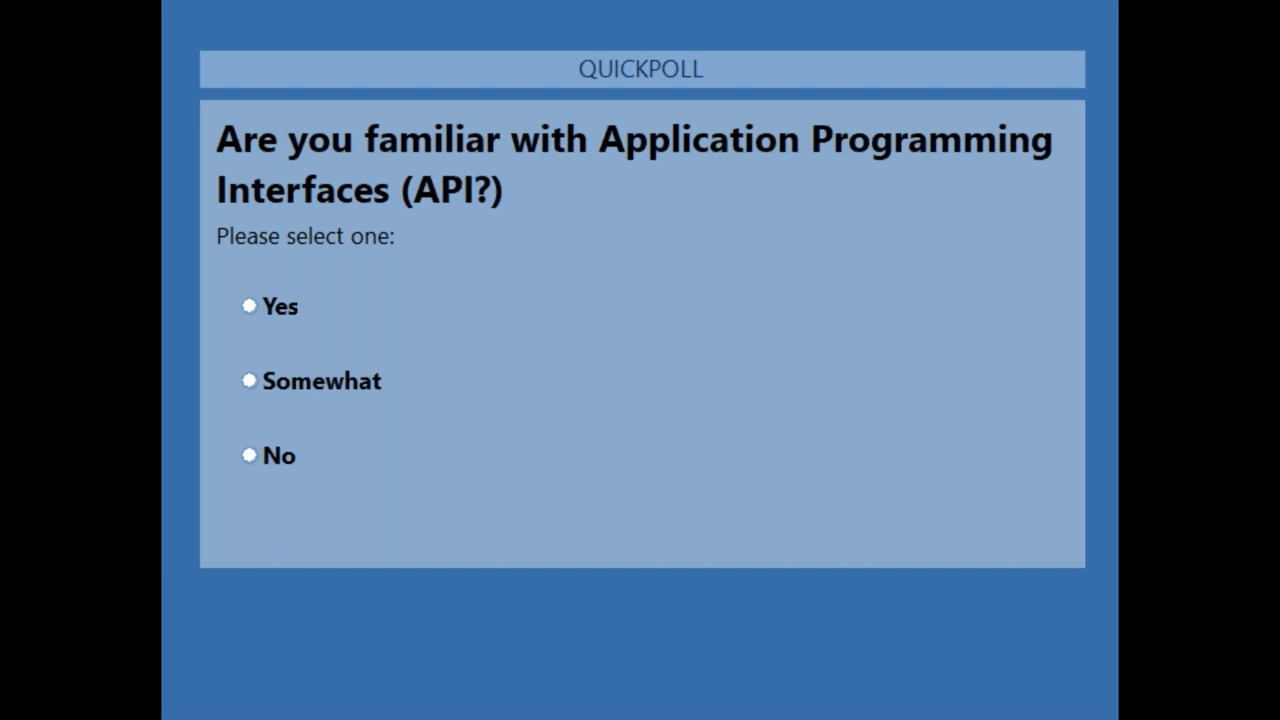 QUICKPOLL
Are you familiar with Application Programming
Interfaces (API?)
Please select one:
Yes
Somewhat
No